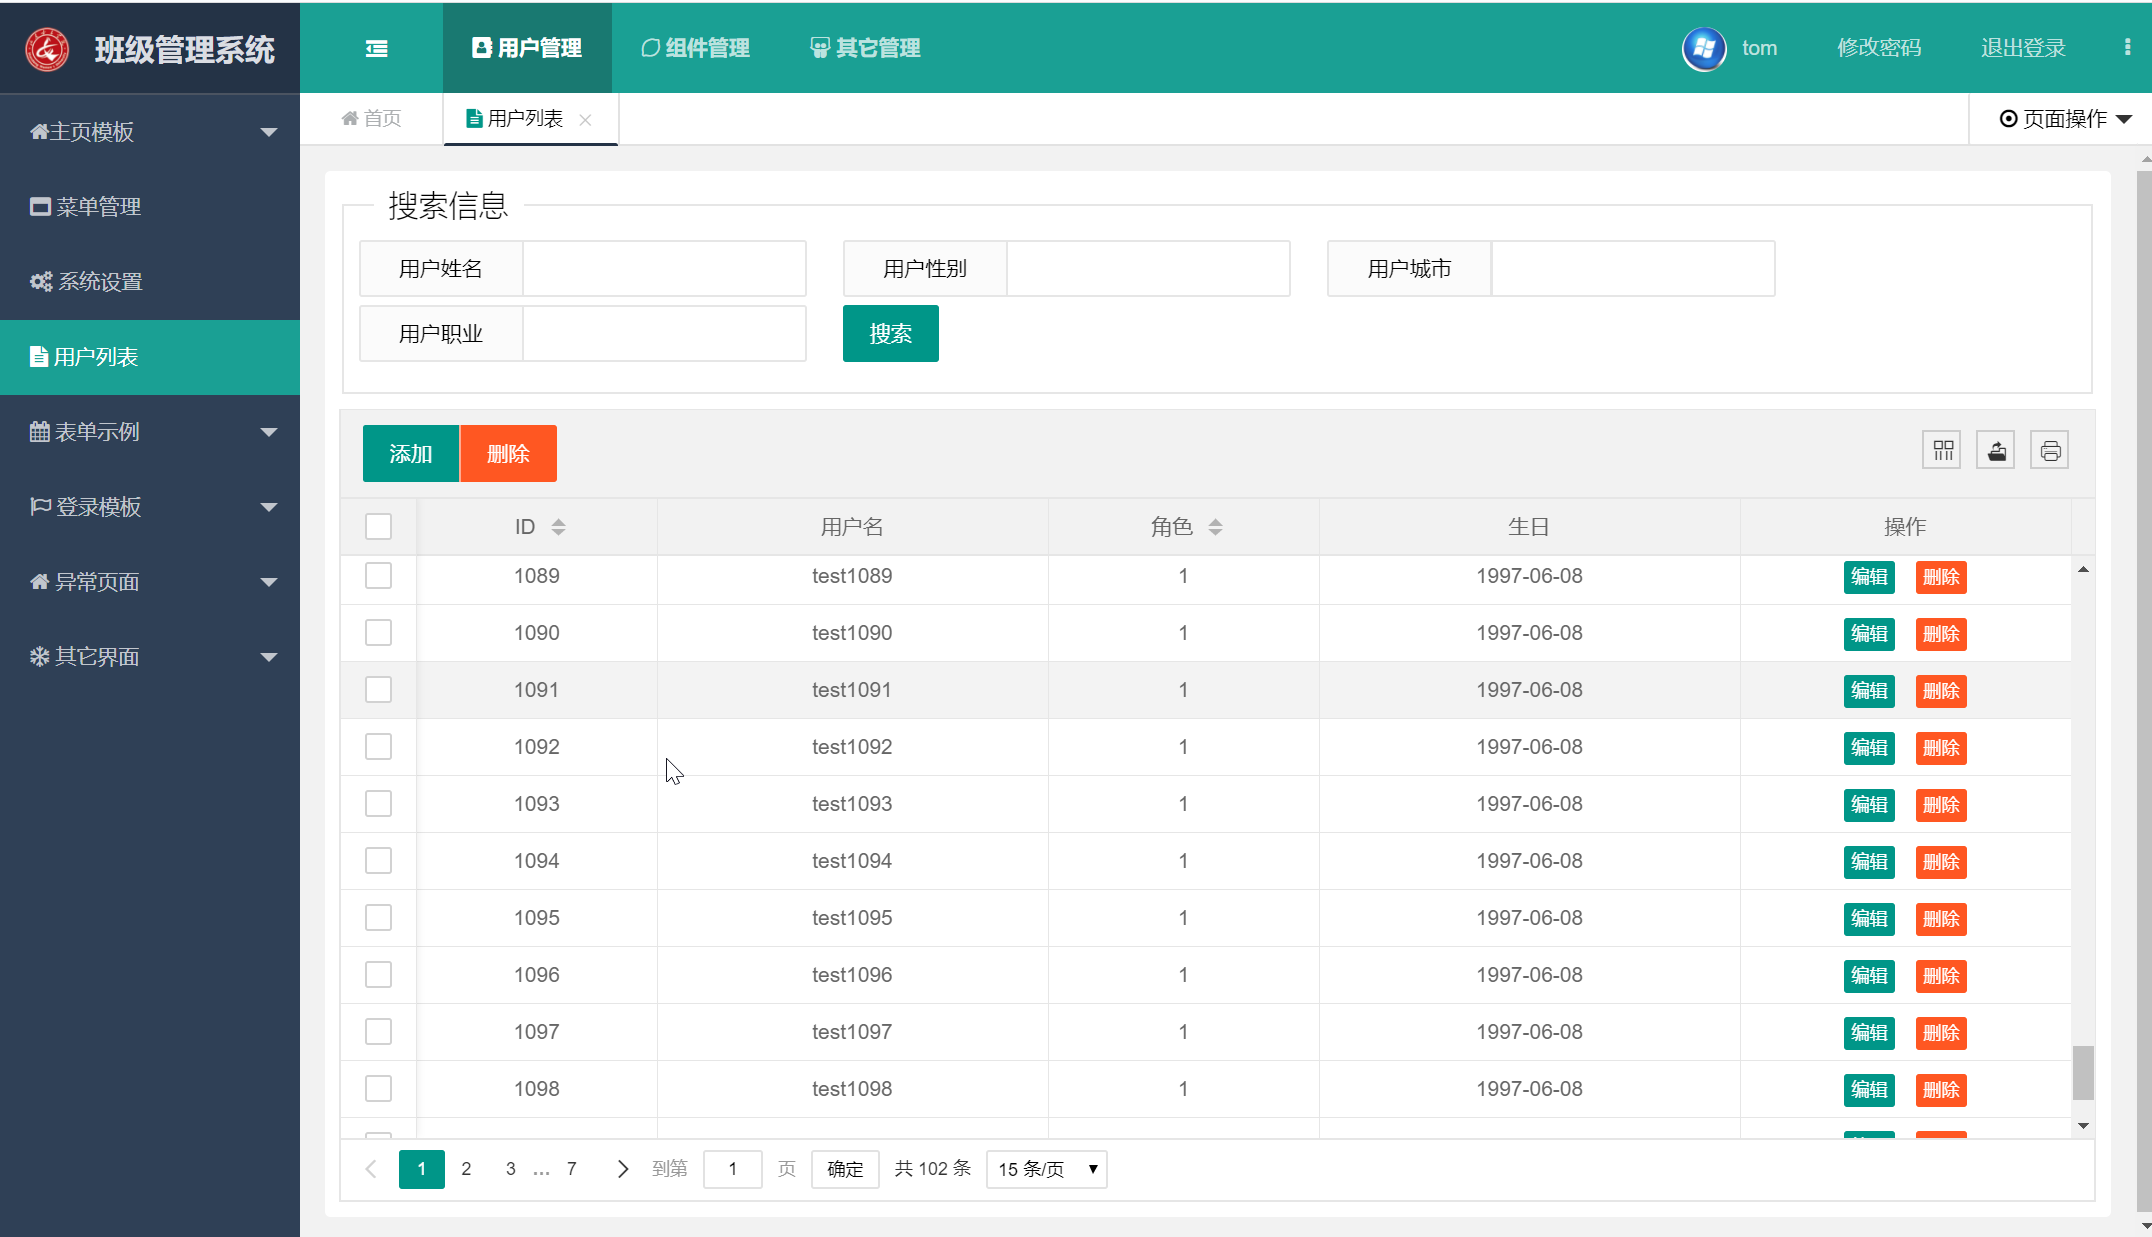 班级管理系统
用户管理 组件管理 其它管理
tom 修改密码 退出登录
首页 用户列表 页面操作
主页模板
菜单管理
系统设置
用户列表
表单示例
登录模板
异常页面
其它界面
搜索信息
用户姓名 用户性别 用户城市
用户职业 搜索
添加 删除
ID 用户名 角色 生日 操作
1089 test1089 1 1997-06-08 编辑 删除
1090 test1090 1 1997-06-08 编辑 删除
1091 test1091 1 1997-06-08 编辑 删除
1092 test1092 1 1997-06-08 编辑 删除
1093 test1093 1 1997-06-08 编辑 删除
1094 test1094 1 1997-06-08 编辑 删除
1095 test1095 1 1997-06-08 编辑 删除
1096 test1096 1 1997-06-08 编辑 删除
1097 test1097 1 1997-06-08 编辑 删除
1098 test1098 1 1997-06-08 编辑 删除
1 2 3 … 7 到第 1 页 确定 共 102 条 15 条/页